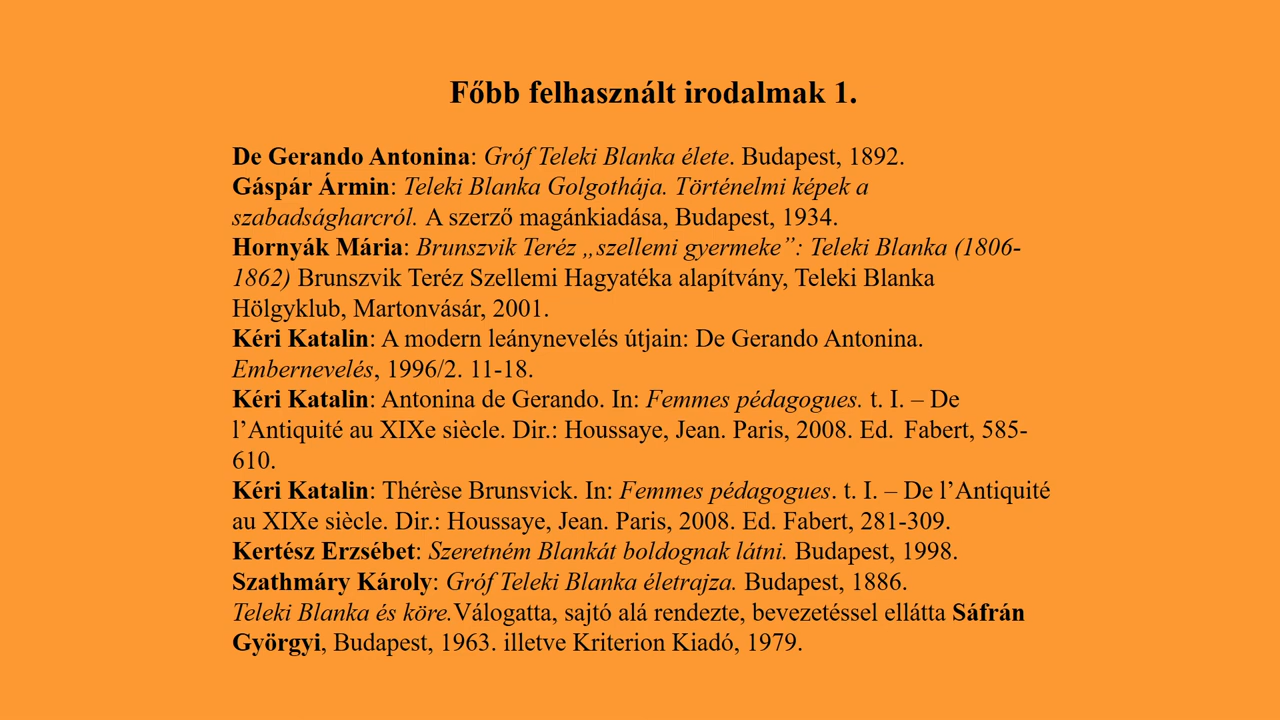 Főbb felhasznált irodalmak 1.
De Gerando Antonina: Gróf Teleki Blanka élete. Budapest, 1892.
Gáspár Ármin: Teleki Blanka Golgothája. Történelmi képek a
szabadságharcról. A szerző magánkiadása, Budapest, 1934.
Hornyák Mária: Brunszvik Teréz „szellemi gyermeke”: Teleki Blanka (1806-
1862) Brunszvik Teréz Szellemi Hagyatéka alapítvány, Teleki Blanka
Hölgyklub, Martonvásár, 2001.
Kéri Katalin: A modern leánynevelés útjain: De Gerando Antonina.
Embernevelés, 1996/2. 11-18.
Kéri Katalin: Antonina de Gerando. In: Femmes pédagogues. t. I. – De
l’Antiquité au XIXe siècle. Dir.: Houssaye, Jean. Paris, 2008. Ed. Fabert, 585-
610.
Kéri Katalin: Thérèse Brunsvick. In: Femmes pédagogues. t. I. – De l’Antiquité
au XIXe siècle. Dir.: Houssaye, Jean. Paris, 2008. Ed. Fabert, 281-309.
Kertész Erzsébet: Szeretném Blankát boldognak látni. Budapest, 1998.
Szathmáry Károly: Gróf Teleki Blanka életrajza. Budapest, 1886.
Teleki Blanka és köre.Válogatta, sajtó alá rendezte, bevezetéssel ellátta Sáfrán
Györgyi, Budapest, 1963. illetve Kriterion Kiadó, 1979.